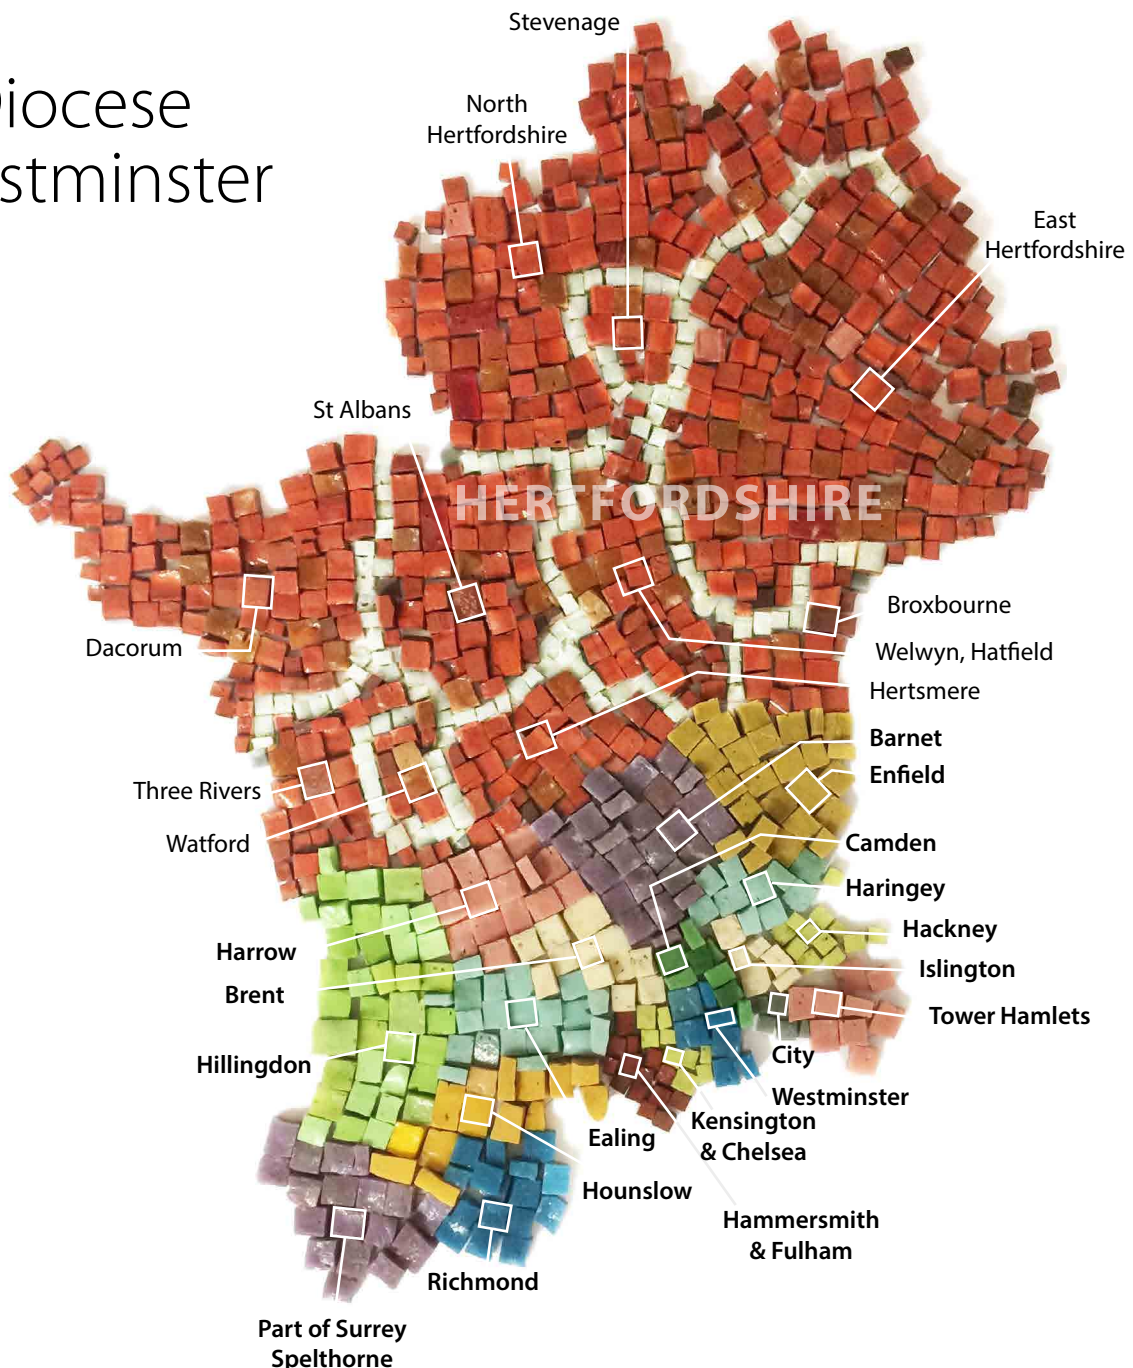 Diocese
stminster
Stevenage
North
Hertfordshire
East
Hertfordshire
St Albans
HERTFORDSHIRE
Dacorum
Broxbourne
Welwyn, Hatfield
Hertsmere
Barnet
Enfield
Three Rivers
Watford
Camden
Haringey
Hackney
Harrow
Islington
Brent
Tower Hamlets
City
Hillingdon
Westminster
Kensington
& Chelsea
Ealing
Hounslow
Hammersmith
& Fulham
Richmond
Part of Surrey
Spelthorne